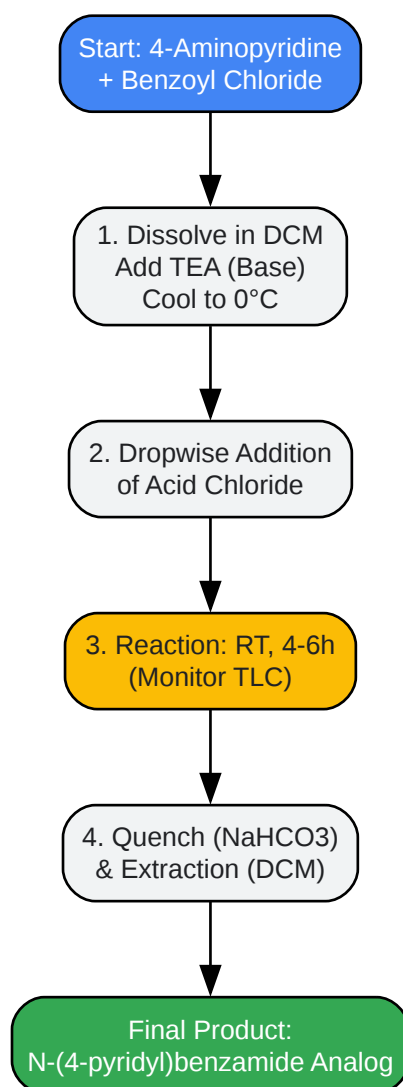 Start: 4-Aminopyridine
+ Benzoyl Chloride
1. Dissolve in DCM
Add TEA (Base)
Cool to 0°C
2. Dropwise Addition
of Acid Chloride
3. Reaction: RT, 4-6h
(Monitor TLC)
4. Quench (NaHCO3)
& Extraction (DCM)
Final Product:
N-(4-pyridyl)benzamide Analog